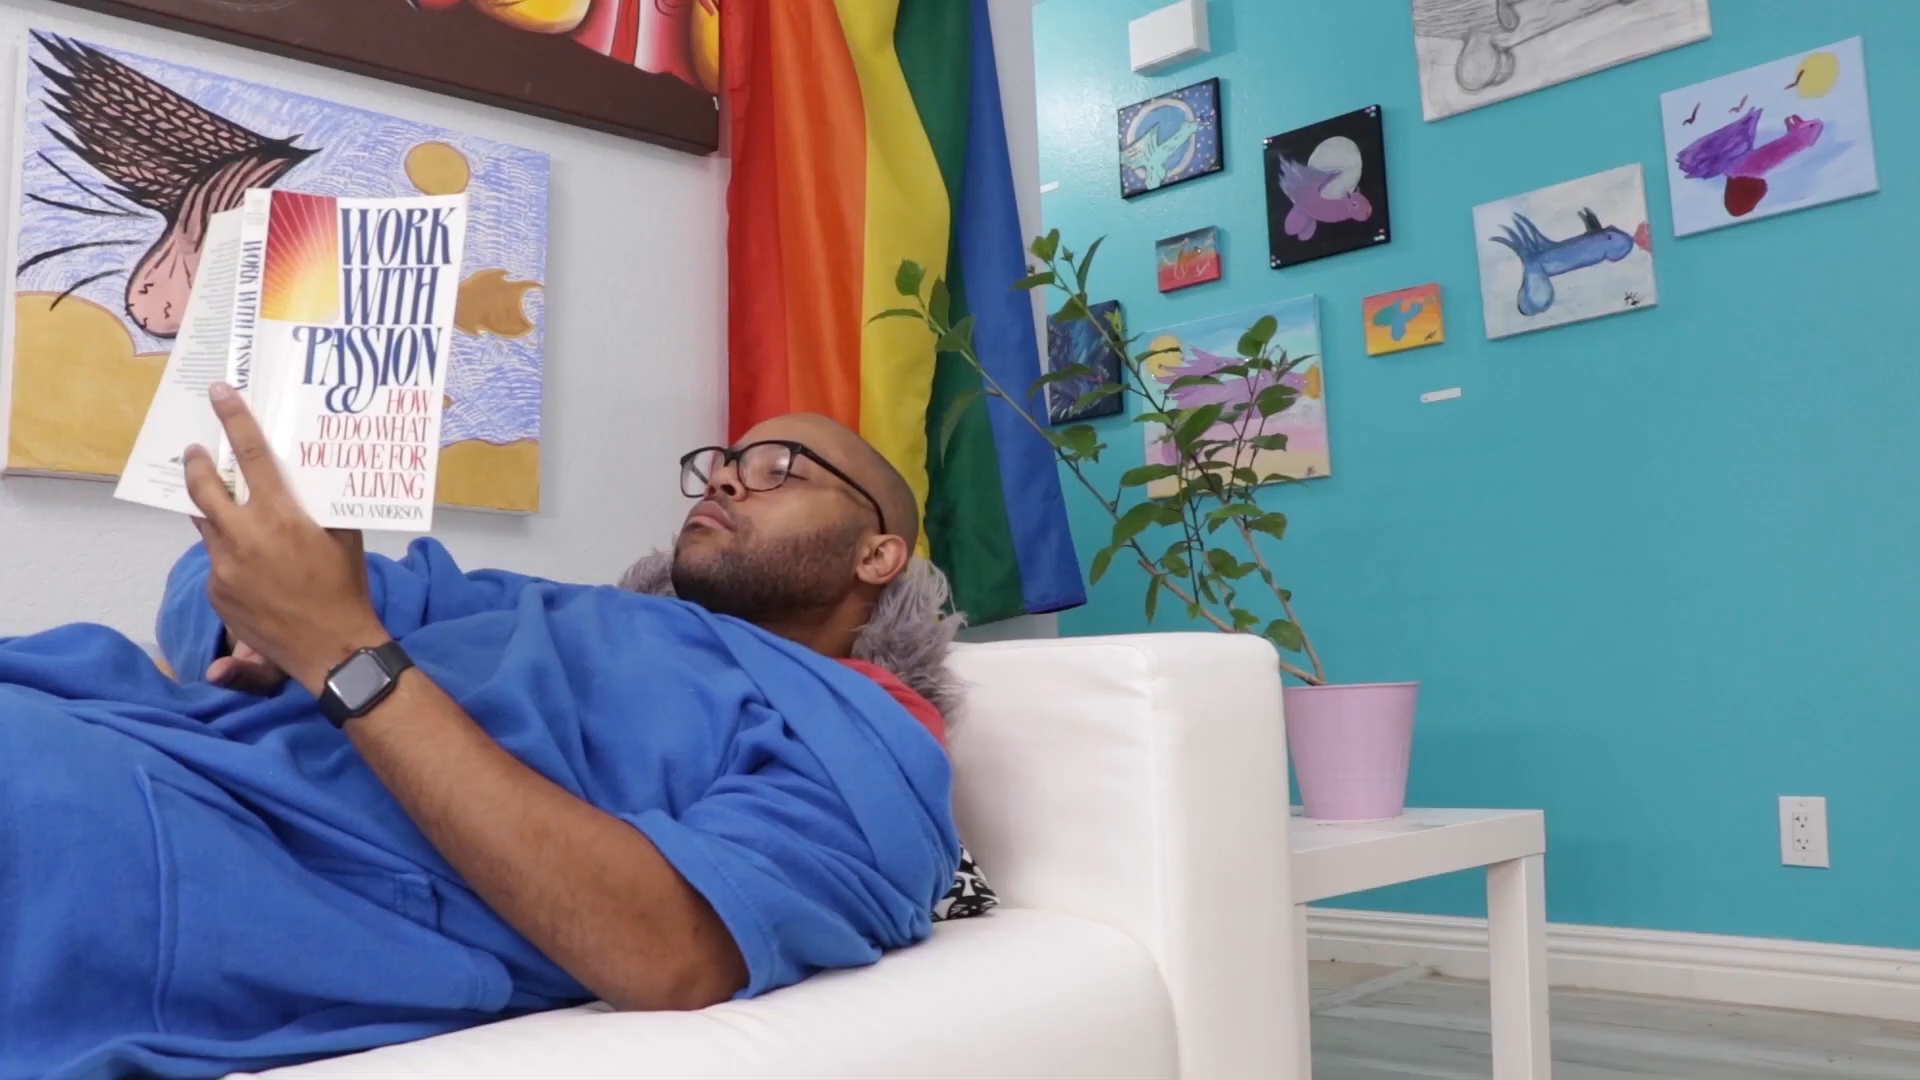 WORK
WITH
PASSION
HOW
TO DO WHAT
YOU LOVE FOR
A LIVING
NANCY ANDERSON
WORK WITH PASSION